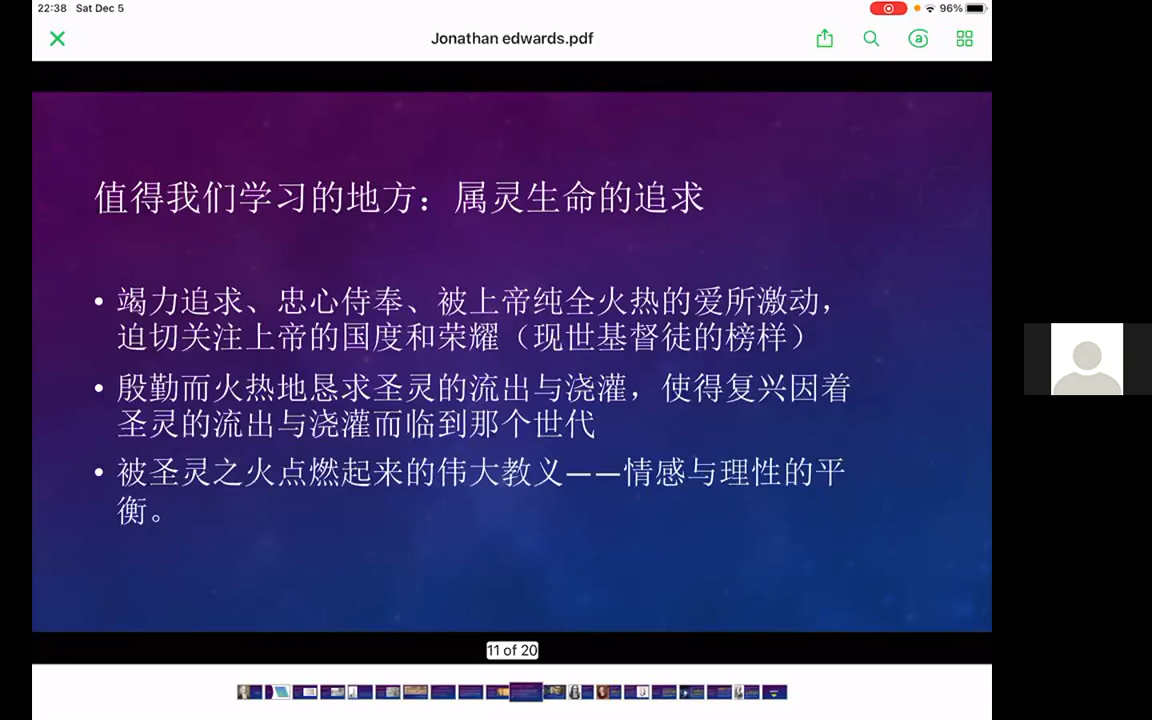 22:38 Sat Dec 5
96%
Jonathan edwards.pdf
值得我们学习的地方：属灵生命的追求
• 竭力追求、忠心侍奉、被上帝纯全火热的爱所激动，
迫切关注上帝的国度和荣耀（现世基督徒的榜样）
• 殷勤而火热地恳求圣灵的流出与浇灌，使得复兴因着
圣灵的流出与浇灌而临到那个世代
• 被圣灵之火点燃起来的伟大教义——情感与理性的平
衡。
11 of 20